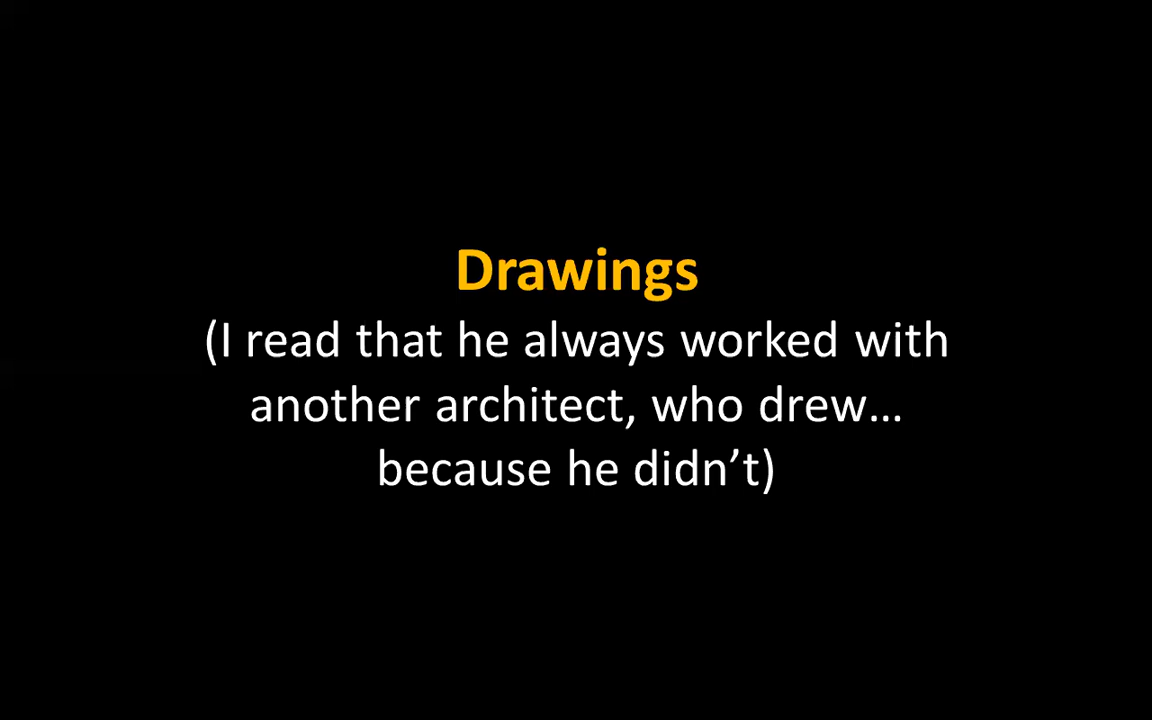 Drawings
(I read that he always worked with
another architect, who drew…
because he didn’t)